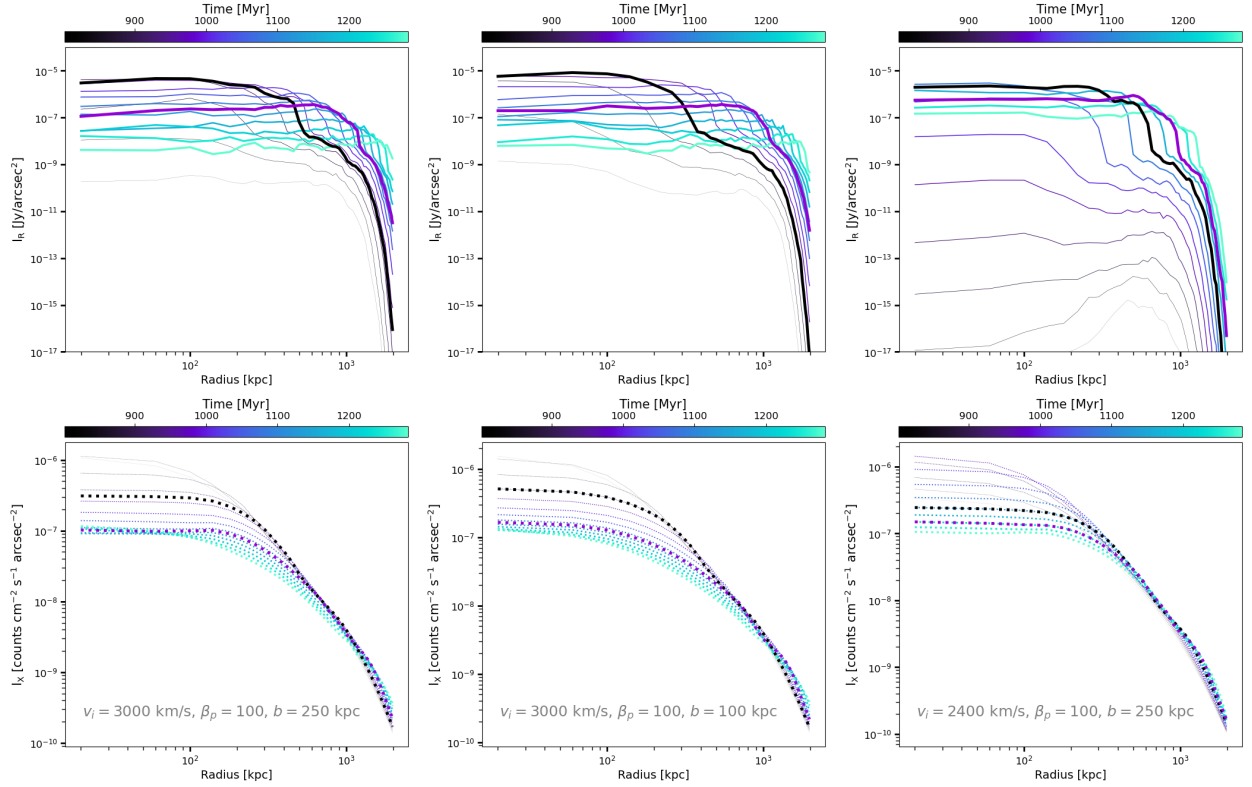 Time [Myr]
900 1000 1100 1200
Time [Myr]
900 1000 1100 1200
Time [Myr]
900 1000 1100 1200
I_R [Jy/arcsec²]
10⁻⁵
10⁻⁷
10⁻⁹
10⁻¹¹
10⁻¹³
10⁻¹⁵
10⁻¹⁷
10² 10³
Radius [kpc]
I_R [Jy/arcsec²]
10⁻⁵
10⁻⁷
10⁻⁹
10⁻¹¹
10⁻¹³
10⁻¹⁵
10⁻¹⁷
10² 10³
Radius [kpc]
I_R [Jy/arcsec²]
10⁻⁵
10⁻⁷
10⁻⁹
10⁻¹¹
10⁻¹³
10⁻¹⁵
10⁻¹⁷
10² 10³
Radius [kpc]
Time [Myr]
900 1000 1100 1200
Time [Myr]
900 1000 1100 1200
Time [Myr]
900 1000 1100 1200
I_X [counts cm⁻² s⁻¹ arcsec⁻²]
10⁻⁶
10⁻⁷
10⁻⁸
10⁻⁹
10⁻¹⁰
v_i = 3000 km/s, β_p = 100, b = 250 kpc
10² 10³
Radius [kpc]
I_X [counts cm⁻² s⁻¹ arcsec⁻²]
10⁻⁶
10⁻⁷
10⁻⁸
10⁻⁹
10⁻¹⁰
v_i = 3000 km/s, β_p = 100, b = 100 kpc
10² 10³
Radius [kpc]
I_X [counts cm⁻² s⁻¹ arcsec⁻²]
10⁻⁶
10⁻⁷
10⁻⁸
10⁻⁹
10⁻¹⁰
v_i = 2400 km/s, β_p = 100, b = 250 kpc
10² 10³
Radius [kpc]